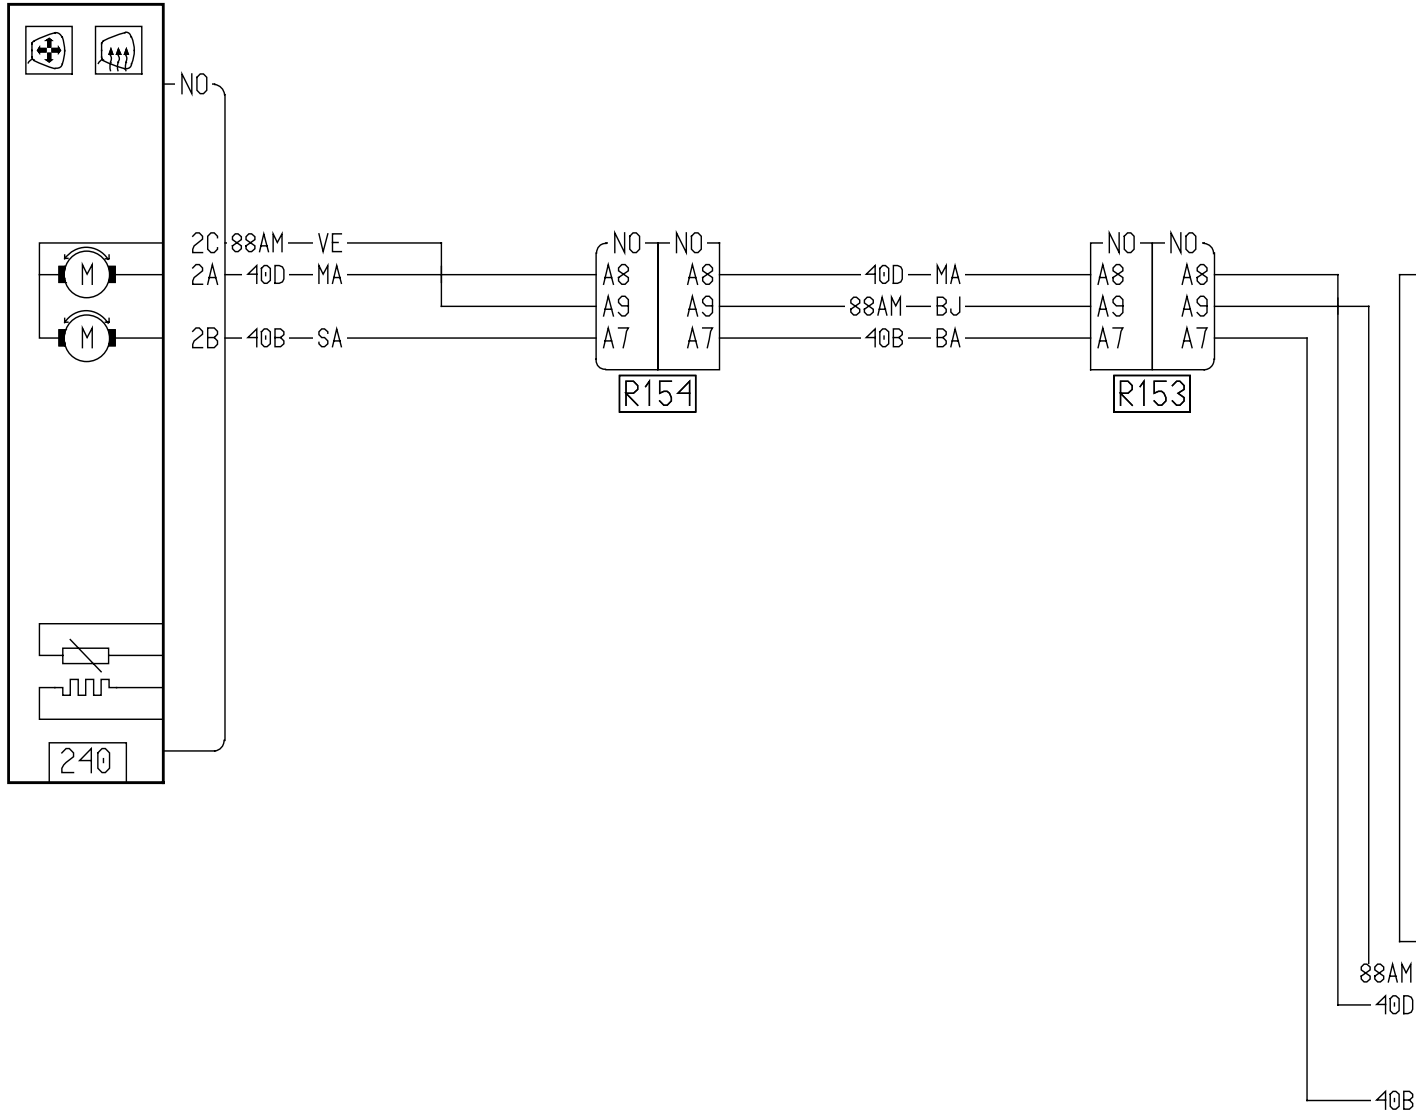 NO
2C 88AM VE NO NO NO NO
2A 40D MA A8 A8 40D MA A8 A8
M
A9 A9 88AM BJ A9 A9
2B 40B SA A7 A7 40B BA A7 A7
M
R154 R153
240
88AM
40D
40B